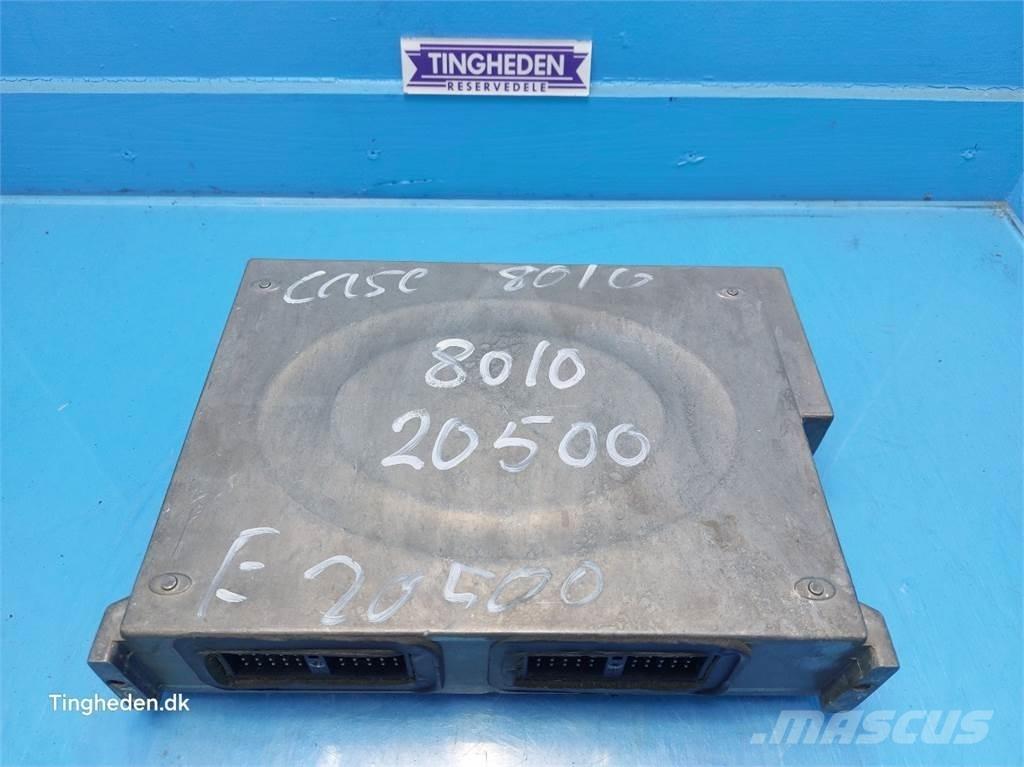 TINGHEDEN
RESERVEDELE
CASE 8010
8010
20500
E 20500
Tingheden.dk
MASCUS